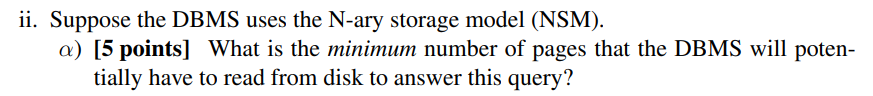 ii. Suppose the DBMS uses the N-ary storage model (NSM).
α) [5 points] What is the minimum number of pages that the DBMS will poten-
tially have to read from disk to answer this query?